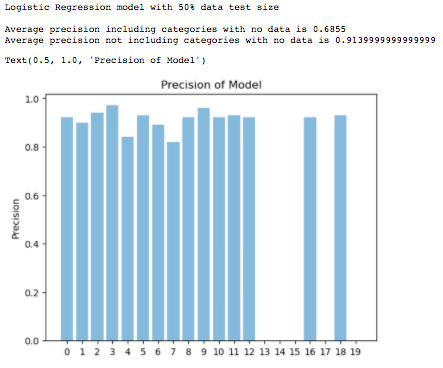 Logistic Regression model with 50% data test size
Average precision including categories with no data is 0.6855
Average precision not including categories with no data is 0.9139999999999999
Text(0.5, 1.0, 'Precision of Model')
Precision of Model
1.0
0.8
0.6
0.4
0.2
0.0
Precision
0 1 2 3 4 5 6 7 8 9 10 11 12 13 14 15 16 17 18 19